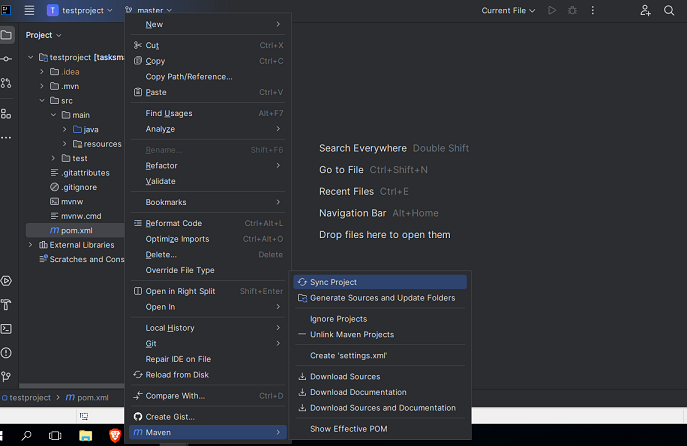 T testproject master Current File
Project
testproject [tasksma
.idea
.mvn
src
main
java
resources
test
.gitattributes
.gitignore
mvnw
mvnw.cmd
m pom.xml
External Libraries
Scratches and Cons
New
Cut Ctrl+X
Copy Ctrl+C
Copy Path/Reference...
Paste Ctrl+V
Find Usages Alt+F7
Analyze
Rename... Shift+F6
Refactor
Validate
Bookmarks
Reformat Code Ctrl+Alt+L
Optimize Imports Ctrl+Alt+O
Delete... Delete
Override File Type
Open in Right Split Shift+Enter
Open In
Local History
Git
Repair IDE on File
Reload from Disk
Compare With... Ctrl+D
Create Gist...
m Maven
Sync Project
Generate Sources and Update Folders
Ignore Projects
Unlink Maven Projects
Create 'settings.xml'
Download Sources
Download Documentation
Download Sources and Documentation
Show Effective POM
Search Everywhere Double Shift
Go to File Ctrl+Shift+N
Recent Files Ctrl+E
Navigation Bar Alt+Home
Drop files here to open them
testproject > m pom.xml